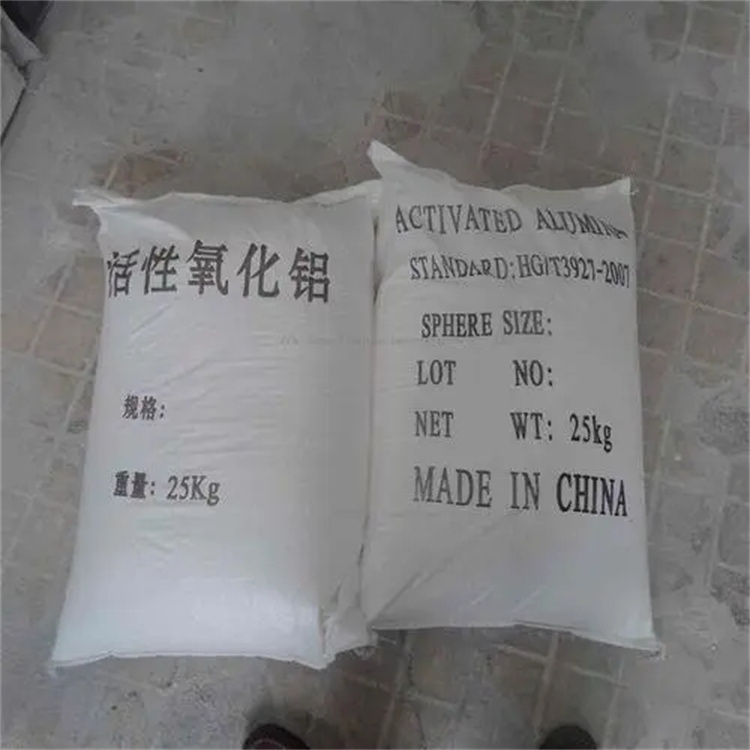 活性氧化铝
规格:
重量: 25Kg
ACTIVATED ALUMINA
STANDARD:HG/T3927-2007
SPHERE SIZE:
LOT NO:
NET WT: 25kg
MADE IN CHINA